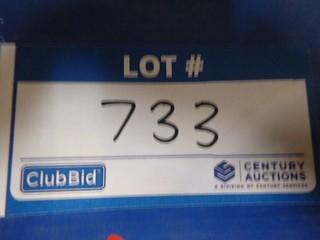 LOT #
733
ClubBid
CENTURY
AUCTIONS
A DIVISION OF CENTURY SERVICES